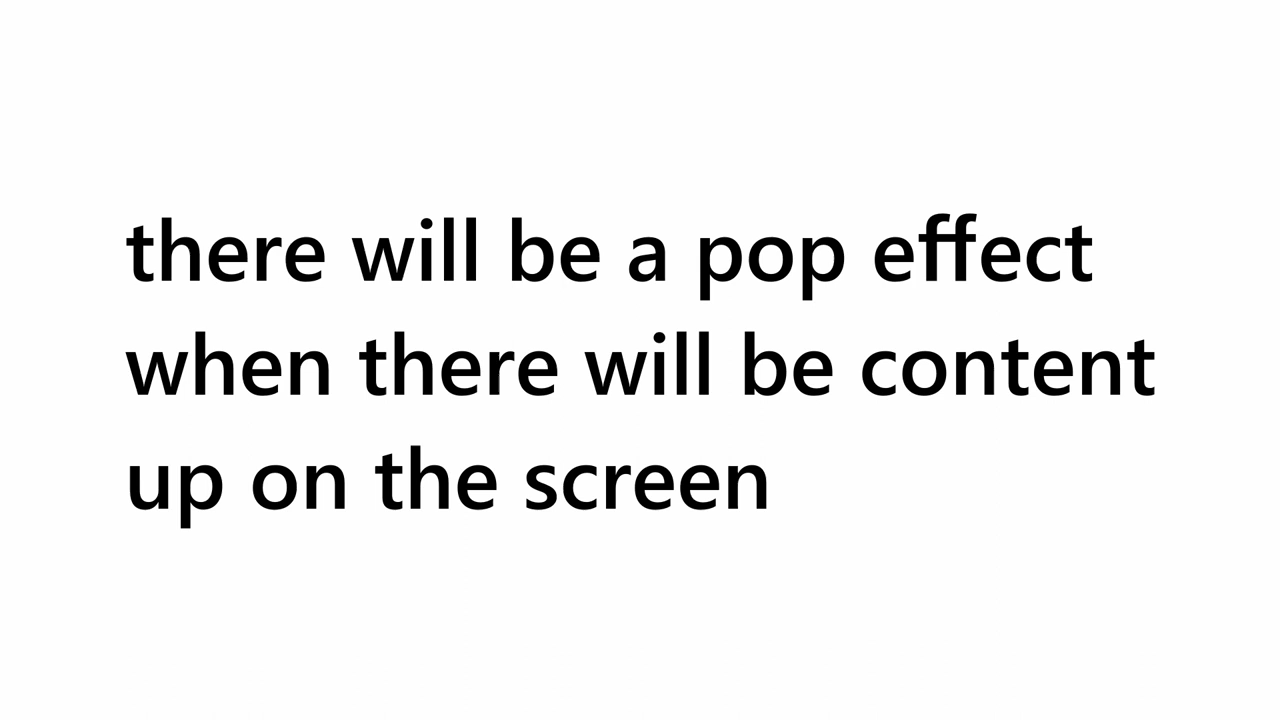 there will be a pop effect
when there will be content
up on the screen